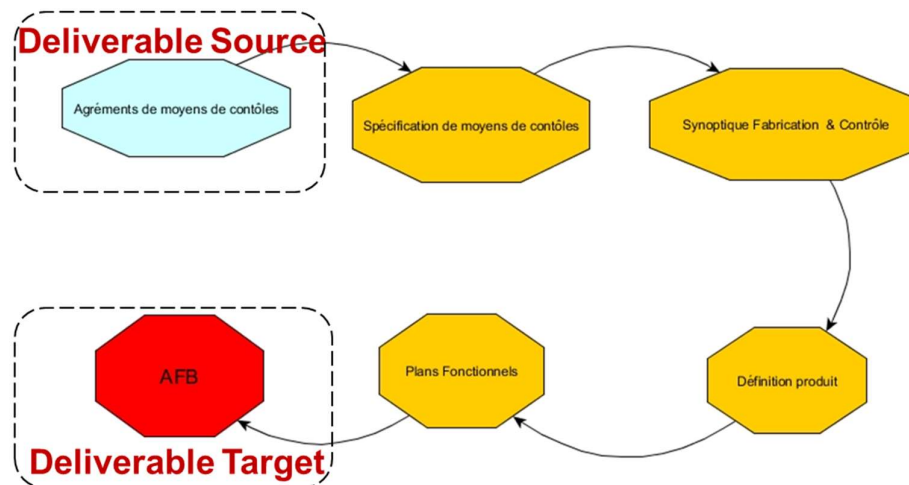 Deliverable Source
Agréments de moyens de contôles
Spécification de moyens de contôles
Synoptique Fabrication & Contrôle
AFB
Plans Fonctionnels
Définition produit
Deliverable Target